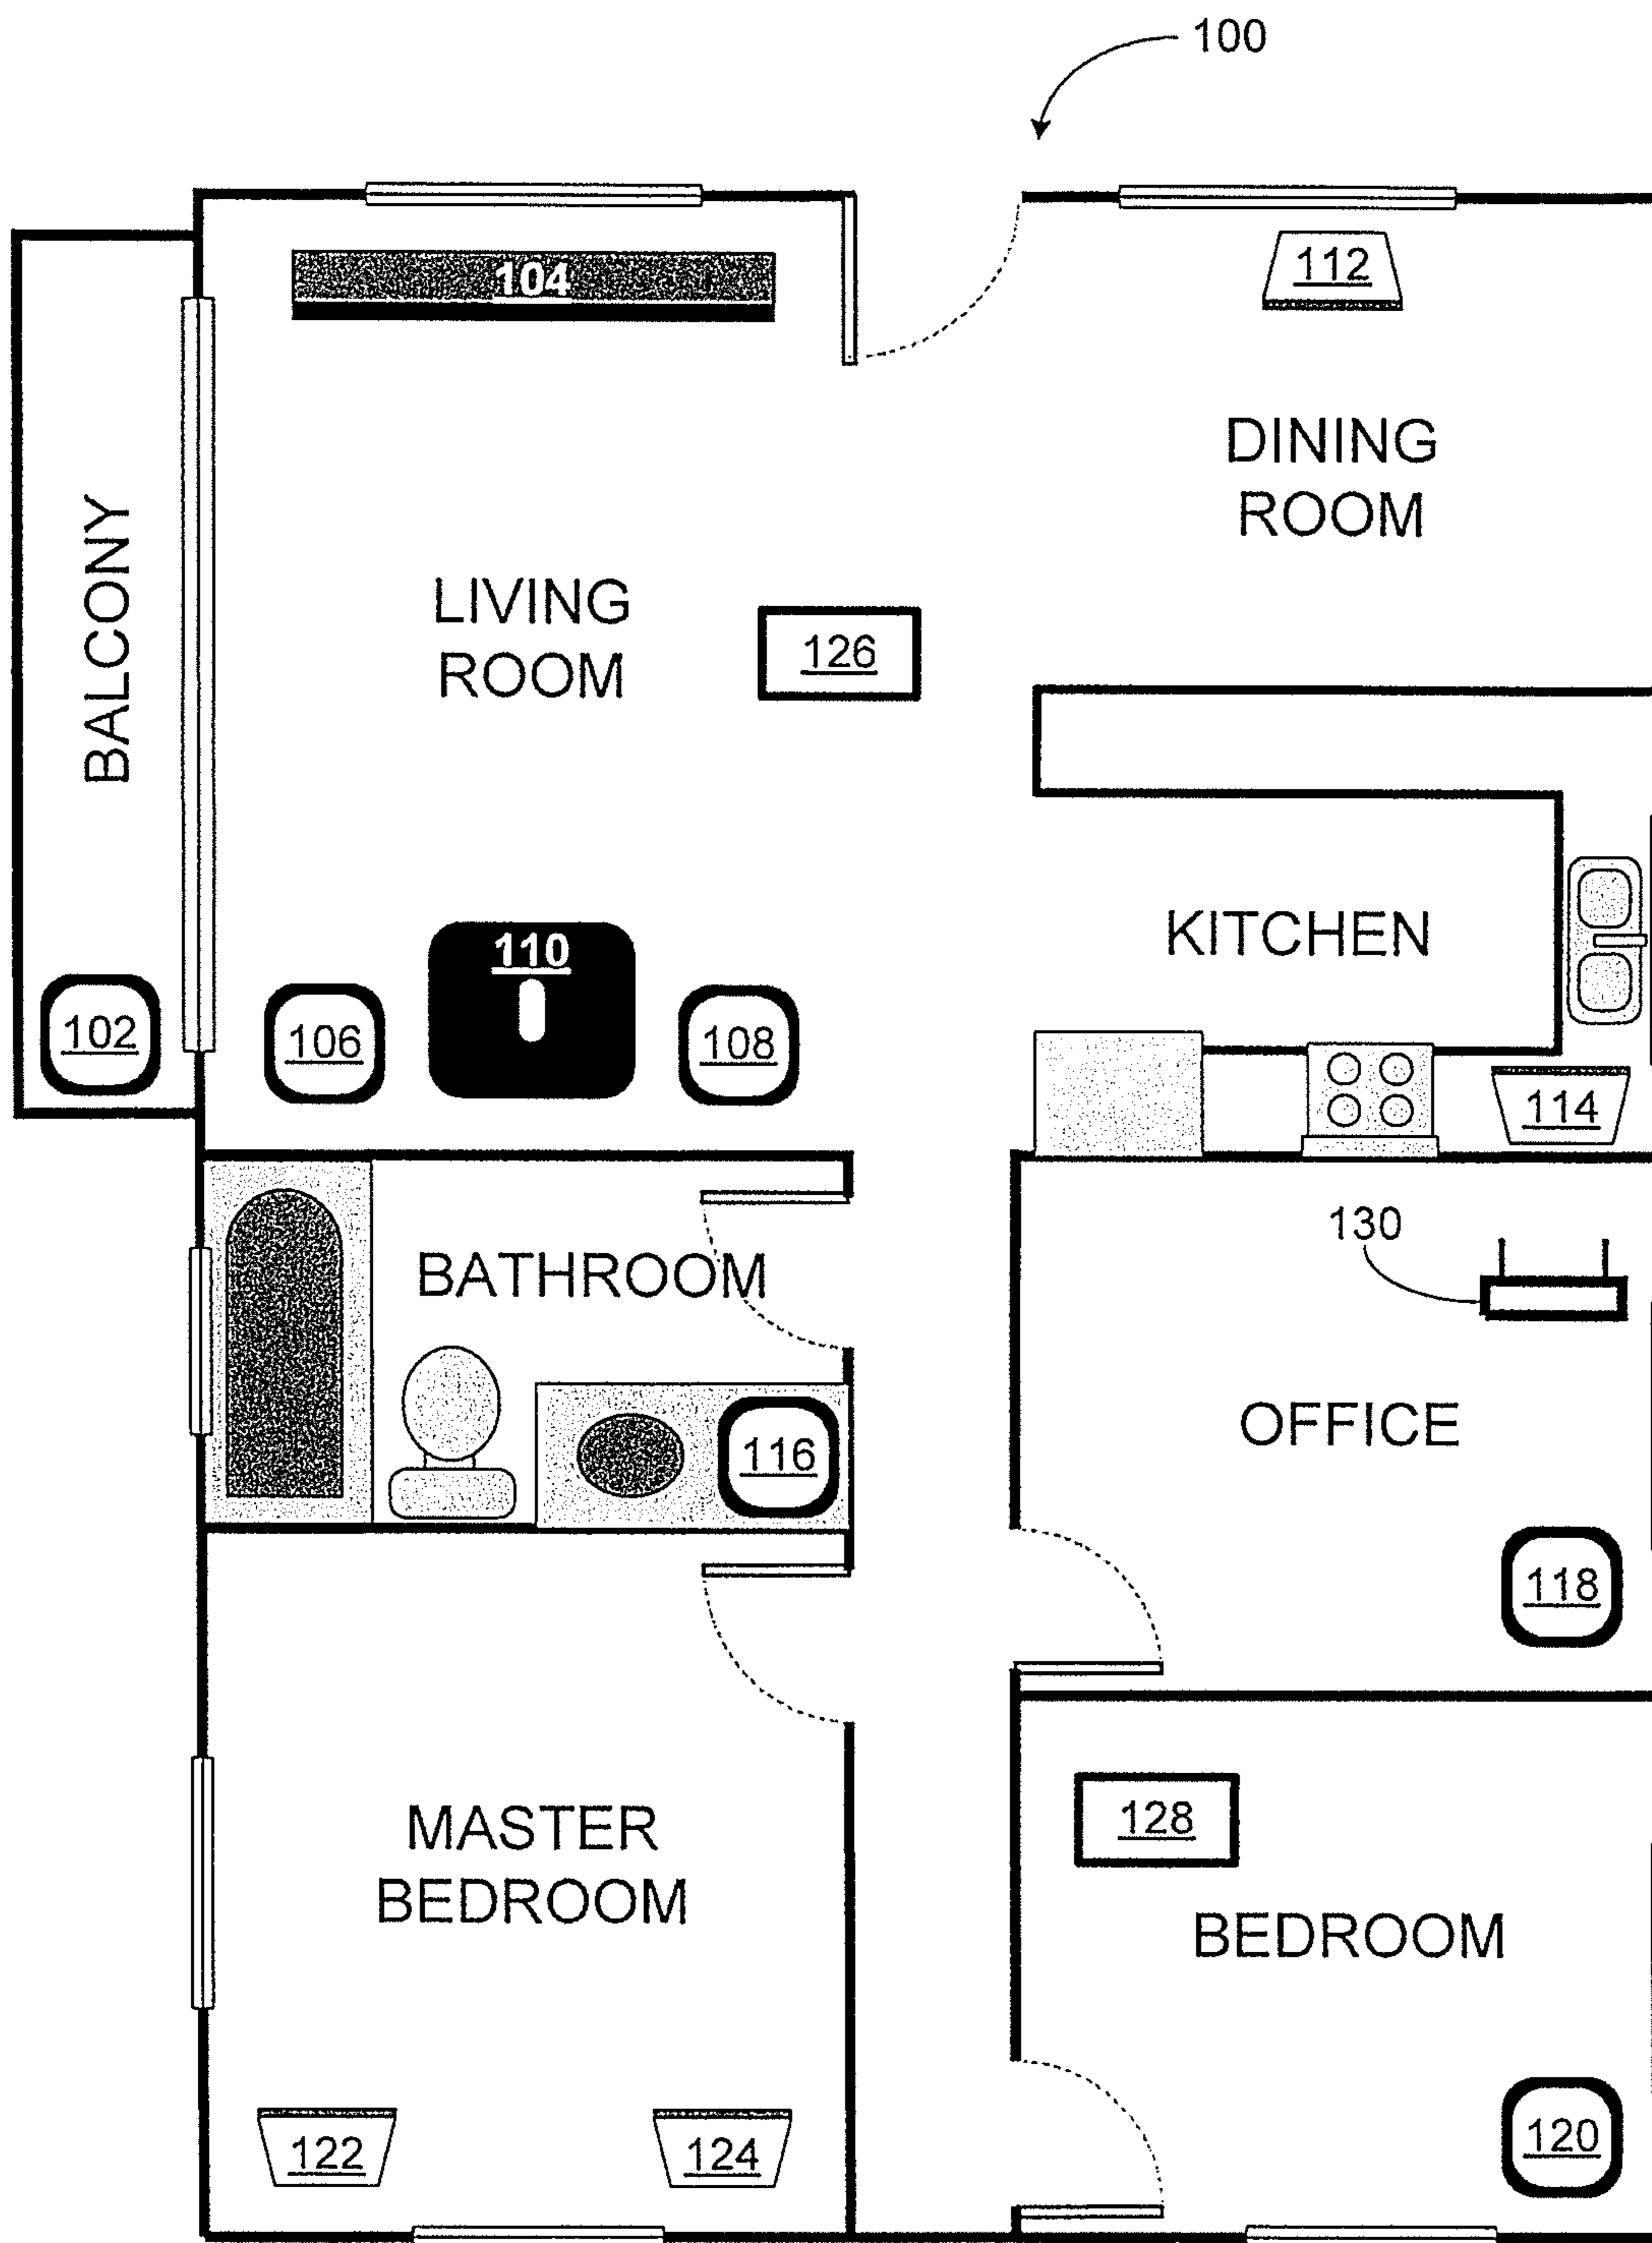 100
104
112
DINING
ROOM
BALCONY
LIVING
ROOM
126
KITCHEN
110
102
106
108
114
130
BATHROOM
OFFICE
116
118
MASTER
BEDROOM
128
BEDROOM
122
124
120